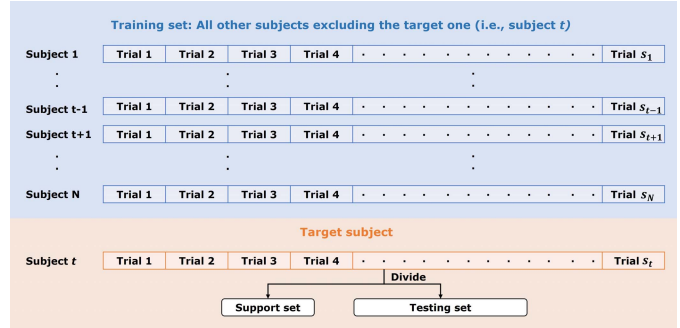 Training set: All other subjects excluding the target one (i.e., subject t)
Subject 1 Trial 1 Trial 2 Trial 3 Trial 4 . . . . . . . . . . . . Trial s₁
Subject t-1 Trial 1 Trial 2 Trial 3 Trial 4 . . . . . . . . . . . . Trial sₜ₋₁
Subject t+1 Trial 1 Trial 2 Trial 3 Trial 4 . . . . . . . . . . . . Trial sₜ₊₁
Subject N Trial 1 Trial 2 Trial 3 Trial 4 . . . . . . . . . . . . Trial s_N
Target subject
Subject t Trial 1 Trial 2 Trial 3 Trial 4 . . . . . . . . . . . . Trial sₜ
Divide
Support set Testing set